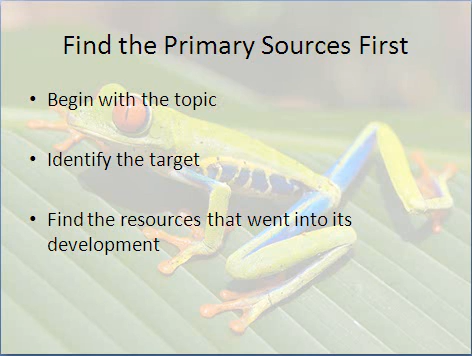 Find the Primary Sources First
• Begin with the topic
• Identify the target
• Find the resources that went into its
development